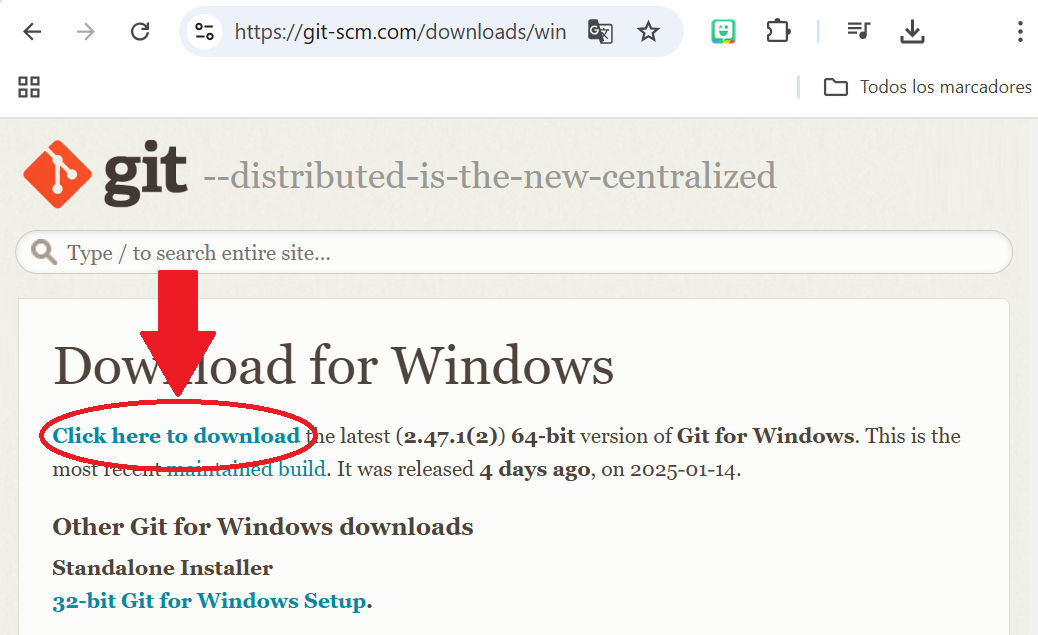 https://git-scm.com/downloads/win
Todos los marcadores
git --distributed-is-the-new-centralized
Type / to search entire site...
Download for Windows
Click here to download the latest (2.47.1(2)) 64-bit version of Git for Windows. This is the
most recent maintained build. It was released 4 days ago, on 2025-01-14.
Other Git for Windows downloads
Standalone Installer
32-bit Git for Windows Setup.